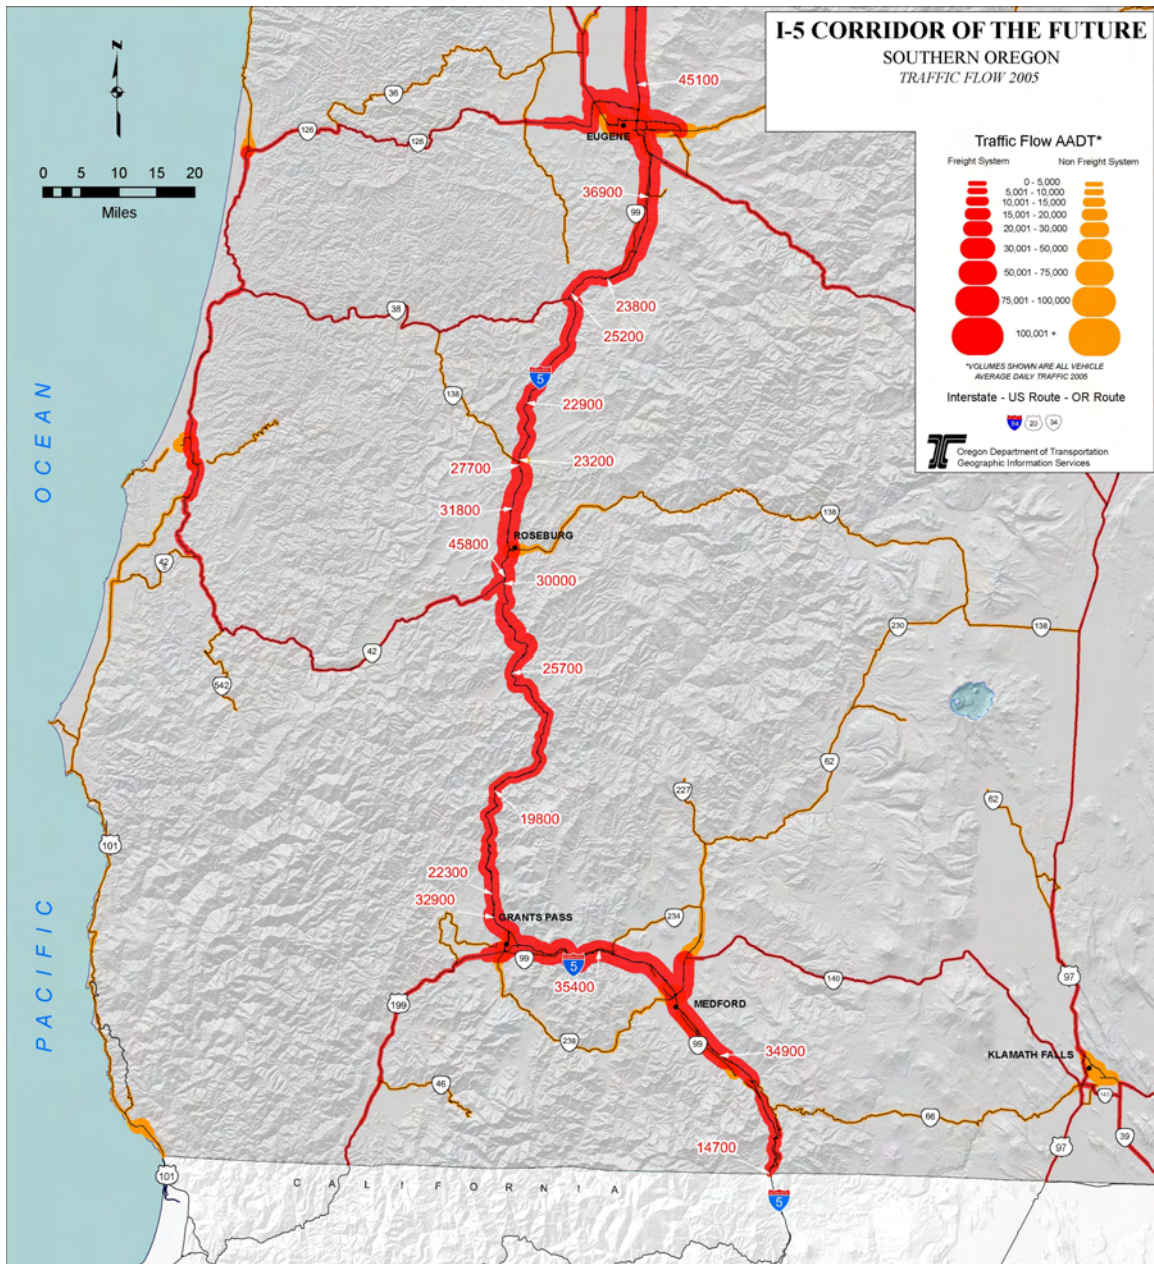 I-5 CORRIDOR OF THE FUTURE
SOUTHERN OREGON
TRAFFIC FLOW 2005
Traffic Flow AADT*
Freight System
Non Freight System
0 - 5,000
5,001 - 10,000
10,001 - 15,000
15,001 - 20,000
20,001 - 30,000
30,001 - 50,000
50,001 - 75,000
75,001 - 100,000
100,001 +
*VOLUMES SHOWN ARE ALL VEHICLE
AVERAGE DAILY TRAFFIC 2005
Interstate - US Route - OR Route
84 20 34
Oregon Department of Transportation
Geographic Information Services
N
0 5 10 20
Miles
45100
36
126
126
EUGENE
36900
99
23800
38
25200
5
138
22900
27700
23200
31800
138
45800
ROSEBURG
42
30000
230
138
42
25700
542
62
227
62
19800
101
22300
32900
GRANTS PASS
234
99
5
35400
140
97
199
MEDFORD
238
99
34900
KLAMATH FALLS
46
66
140
14700
39
97
101
CALIFORNIA
5
PACIFIC
OCEAN